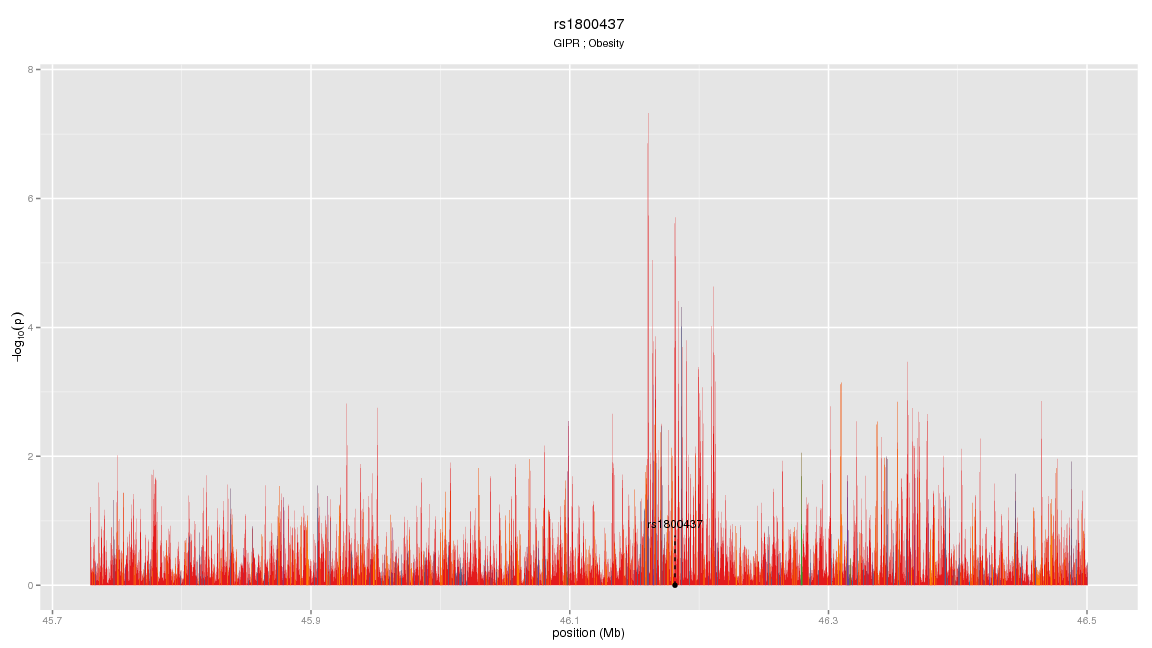 rs1800437
GIPR ; Obesity
8
6
4
2
0
−log10(p)
rs1800437
45.7 45.9 46.1 46.3 46.5
position (Mb)